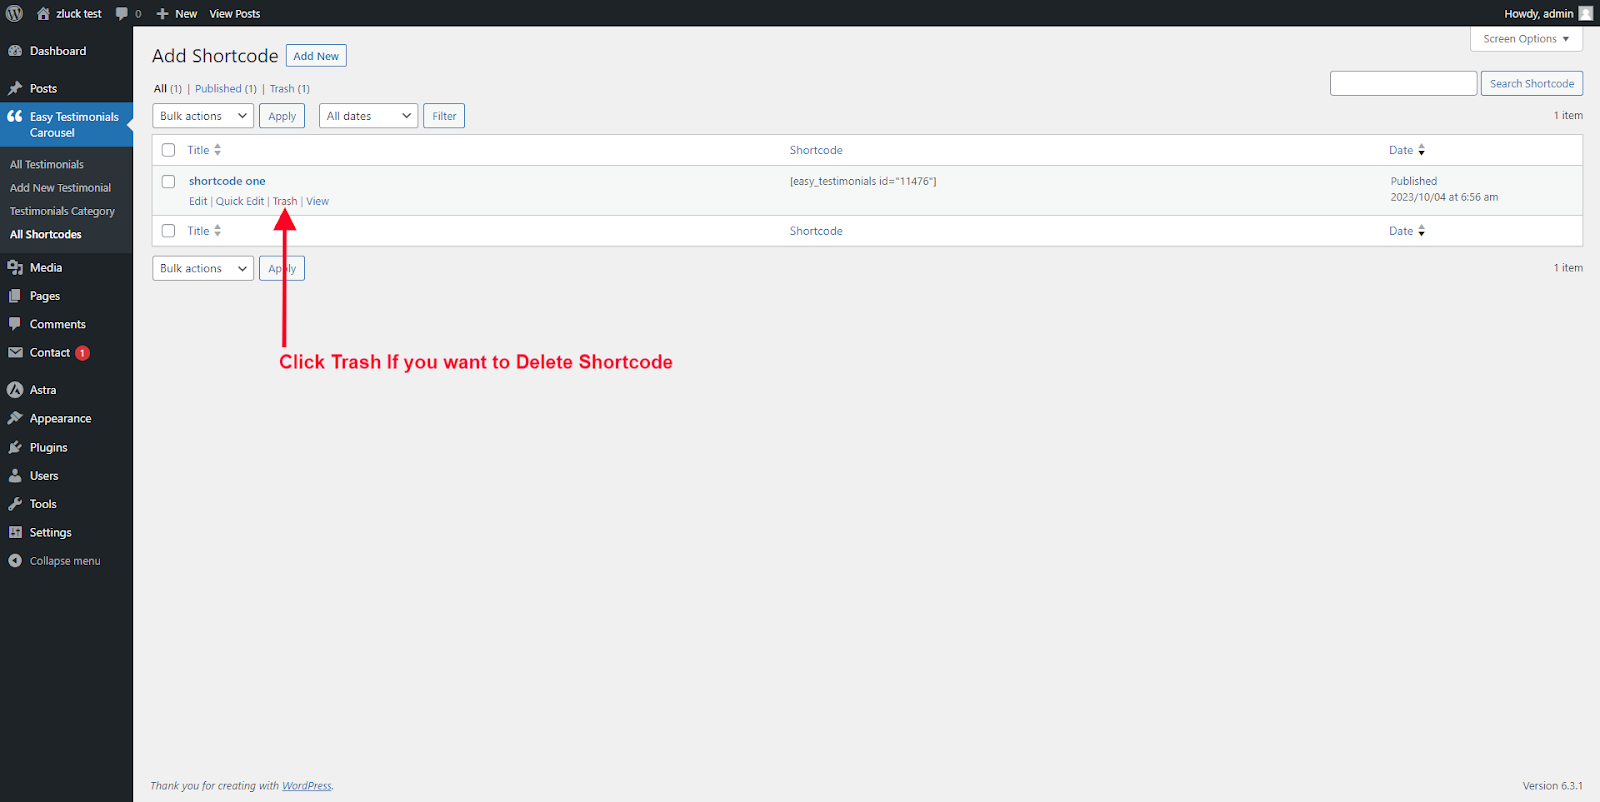 zluck test 0 New View Posts Howdy, admin
Dashboard
Posts
Easy Testimonials
Carousel
All Testimonials
Add New Testimonial
Testimonials Category
All Shortcodes
Media
Pages
Comments
Contact 1
Astra
Appearance
Plugins
Users
Tools
Settings
Collapse menu
Screen Options
Add Shortcode Add New
All (1) | Published (1) | Trash (1)
Search Shortcode
Bulk actions Apply All dates Filter 1 item
Title Shortcode Date
shortcode one [easy_testimonials id="11476"] Published
Edit | Quick Edit | Trash | View 2023/10/04 at 6:56 am
Title Shortcode Date
Bulk actions Apply 1 item
Click Trash If you want to Delete Shortcode
Thank you for creating with WordPress. Version 6.3.1